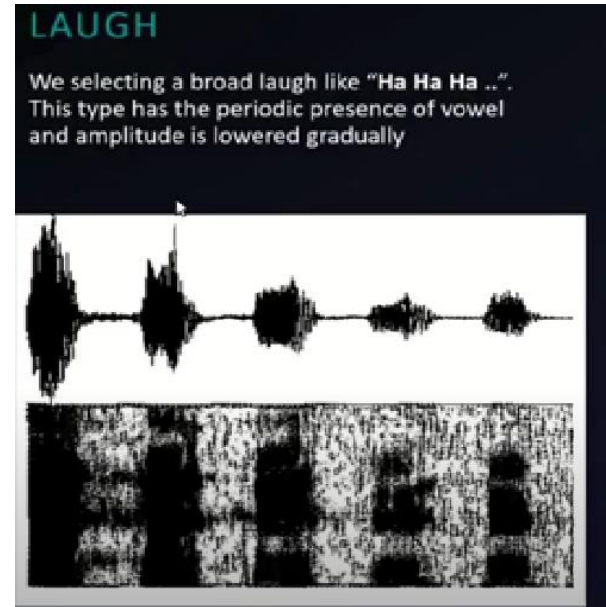 LAUGH
We selecting a broad laugh like “Ha Ha Ha ..”.
This type has the periodic presence of vowel
and amplitude is lowered gradually